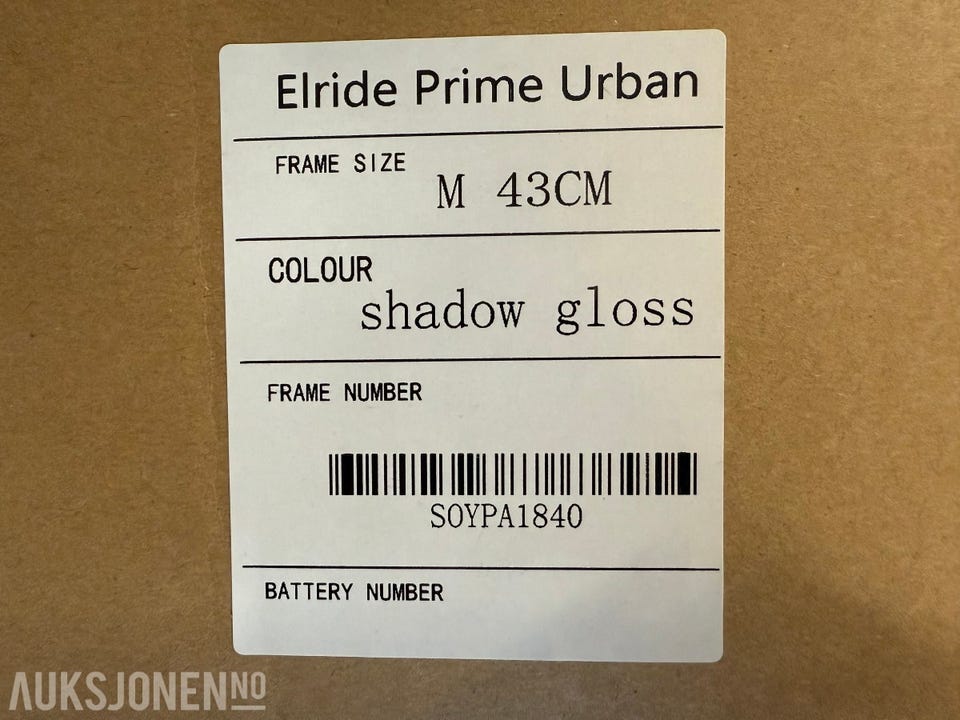 Elride Prime Urban
FRAME SIZE
M 43CM
COLOUR
shadow gloss
FRAME NUMBER
SOYPA1840
BATTERY NUMBER
AUKSJONEN NO